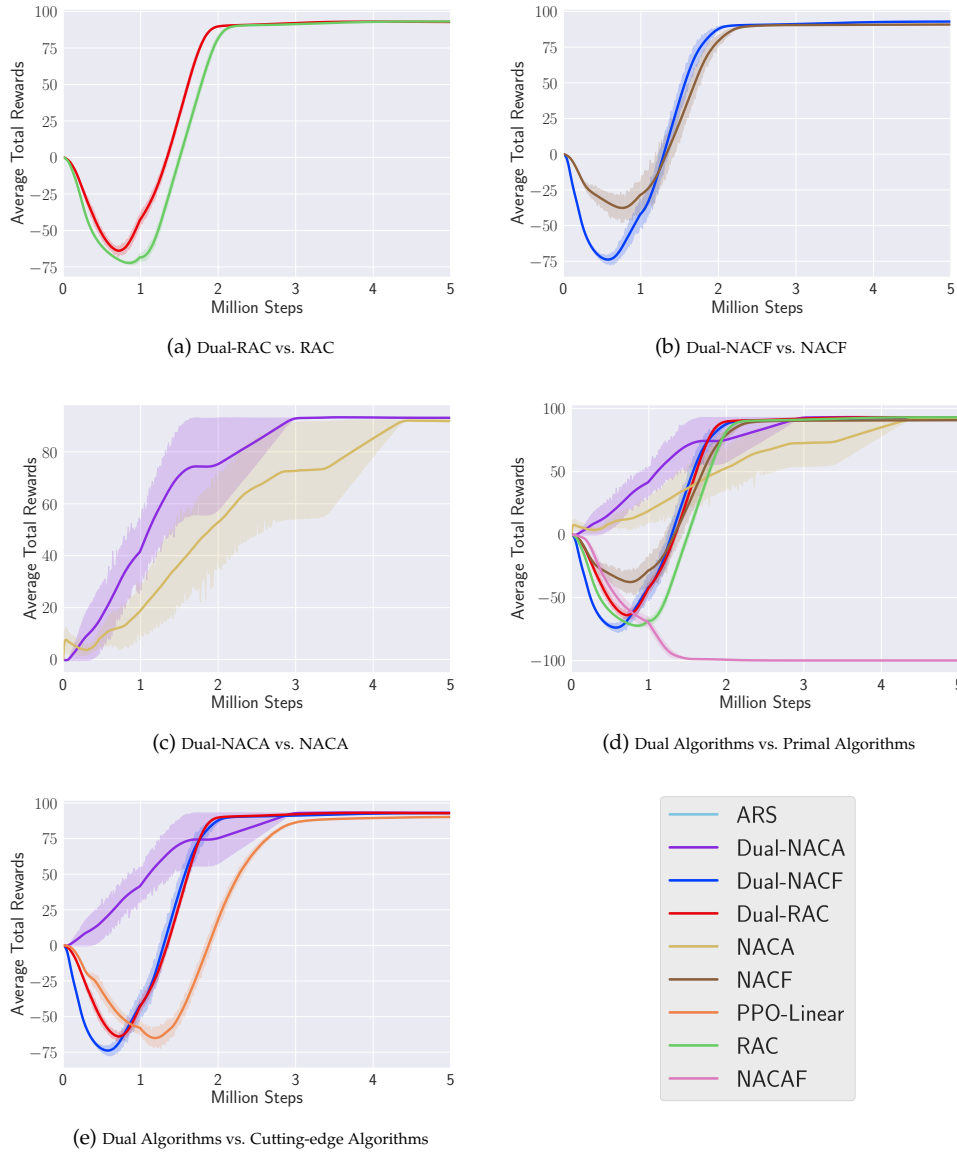 100
75
50
25
0
−25
−50
−75
Average Total Rewards
0 1 2 3 4 5
Million Steps
(a) Dual-RAC vs. RAC
100
75
50
25
0
−25
−50
−75
Average Total Rewards
0 1 2 3 4 5
Million Steps
(b) Dual-NACF vs. NACF
80
60
40
20
0
Average Total Rewards
0 1 2 3 4 5
Million Steps
(c) Dual-NACA vs. NACA
100
50
0
−50
−100
Average Total Rewards
0 1 2 3 4 5
Million Steps
(d) Dual Algorithms vs. Primal Algorithms
100
75
50
25
0
−25
−50
−75
Average Total Rewards
0 1 2 3 4 5
Million Steps
(e) Dual Algorithms vs. Cutting-edge Algorithms
ARS
Dual-NACA
Dual-NACF
Dual-RAC
NACA
NACF
PPO-Linear
RAC
NACAF